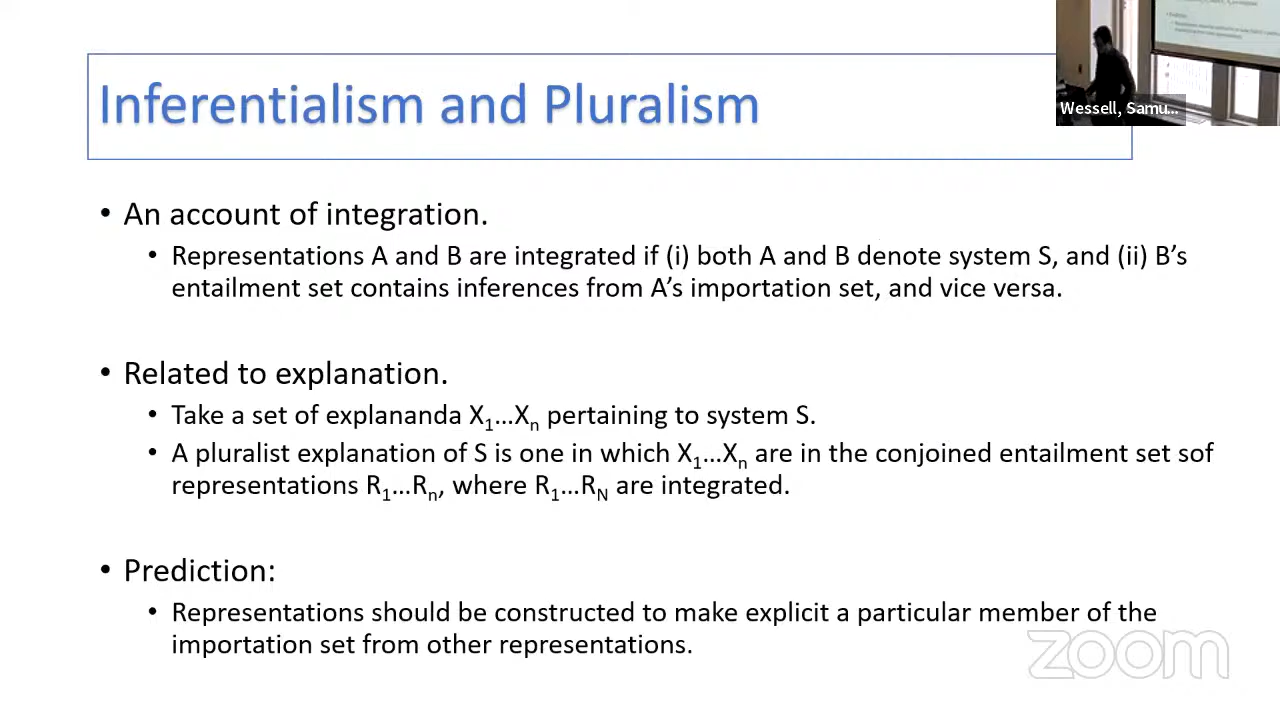 Inferentialism and Pluralism
Wessell, Samu...
• An account of integration.
• Representations A and B are integrated if (i) both A and B denote system S, and (ii) B’s
entailment set contains inferences from A’s importation set, and vice versa.
• Related to explanation.
• Take a set of explananda X₁…Xₙ pertaining to system S.
• A pluralist explanation of S is one in which X₁…Xₙ are in the conjoined entailment set sof
representations R₁…Rₙ, where R₁…R_N are integrated.
• Prediction:
• Representations should be constructed to make explicit a particular member of the
importation set from other representations.
zoom